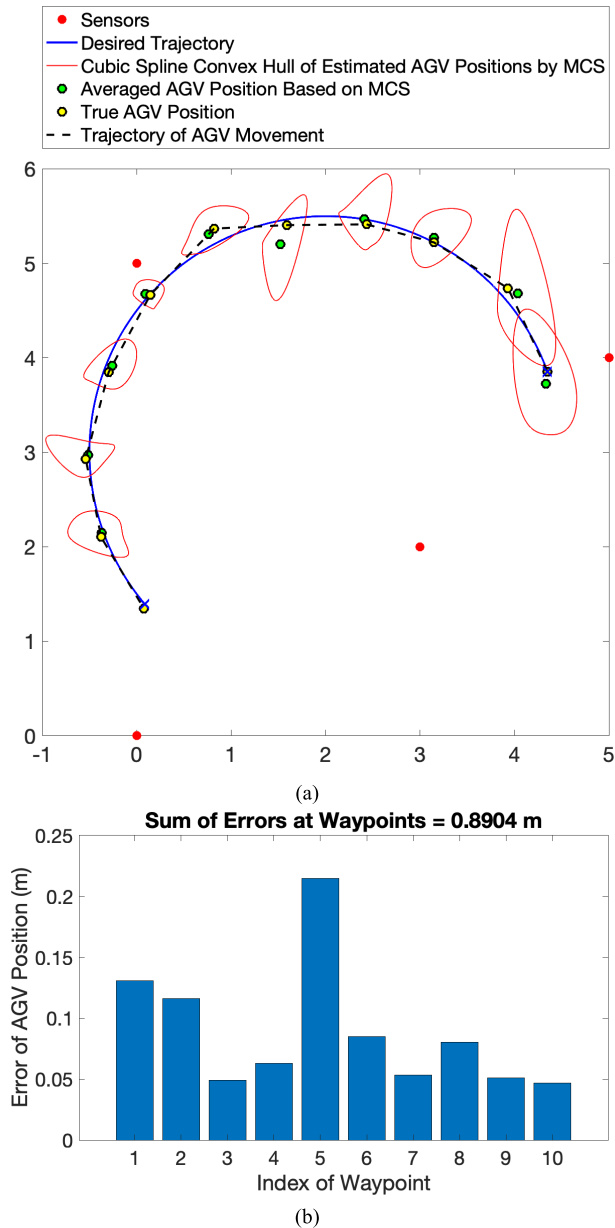 Sensors
Desired Trajectory
Cubic Spline Convex Hull of Estimated AGV Positions by MCS
Averaged AGV Position Based on MCS
True AGV Position
Trajectory of AGV Movement
6
5
4
3
2
1
0
-1 0 1 2 3 4 5
(a)
Sum of Errors at Waypoints = 0.8904 m
0.25
0.2
0.15
0.1
0.05
0
Error of AGV Position (m)
1 2 3 4 5 6 7 8 9 10
Index of Waypoint
(b)